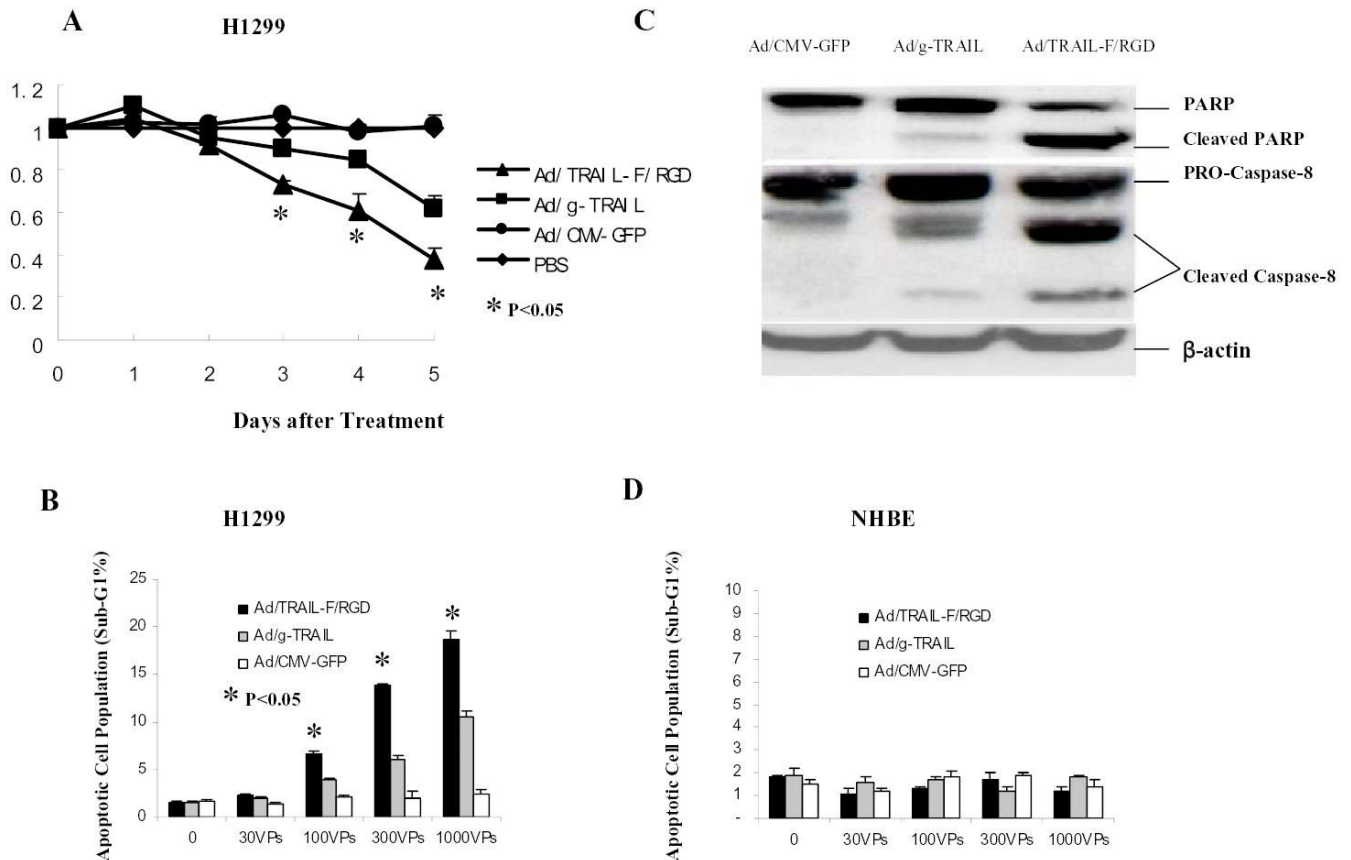 A
H1299
1.2
1
0.8
0.6
0.4
0.2
0
0 1 2 3 4 5
Days after Treatment
* * *
Ad/TRAIL-F/RGD
Ad/g-TRAIL
Ad/CMV-GFP
PBS
* P<0.05
C
Ad/CMV-GFP Ad/g-TRAIL Ad/TRAIL-F/RGD
PARP
Cleaved PARP
PRO-Caspase-8
Cleaved Caspase-8
β-actin
B
H1299
Apoptotic Cell Population (Sub-G1%)
25
20
15
10
5
0
Ad/TRAIL-F/RGD
Ad/g-TRAIL
Ad/CMV-GFP
* P<0.05
* * *
0 30VPs 100VPs 300VPs 1000VPs
D
NHBE
Apoptotic Cell Population (Sub-G1%)
10
9
8
7
6
5
4
3
2
1
-
Ad/TRAIL-F/RGD
Ad/g-TRAIL
Ad/CMV-GFP
0 30VPs 100VPs 300VPs 1000VPs